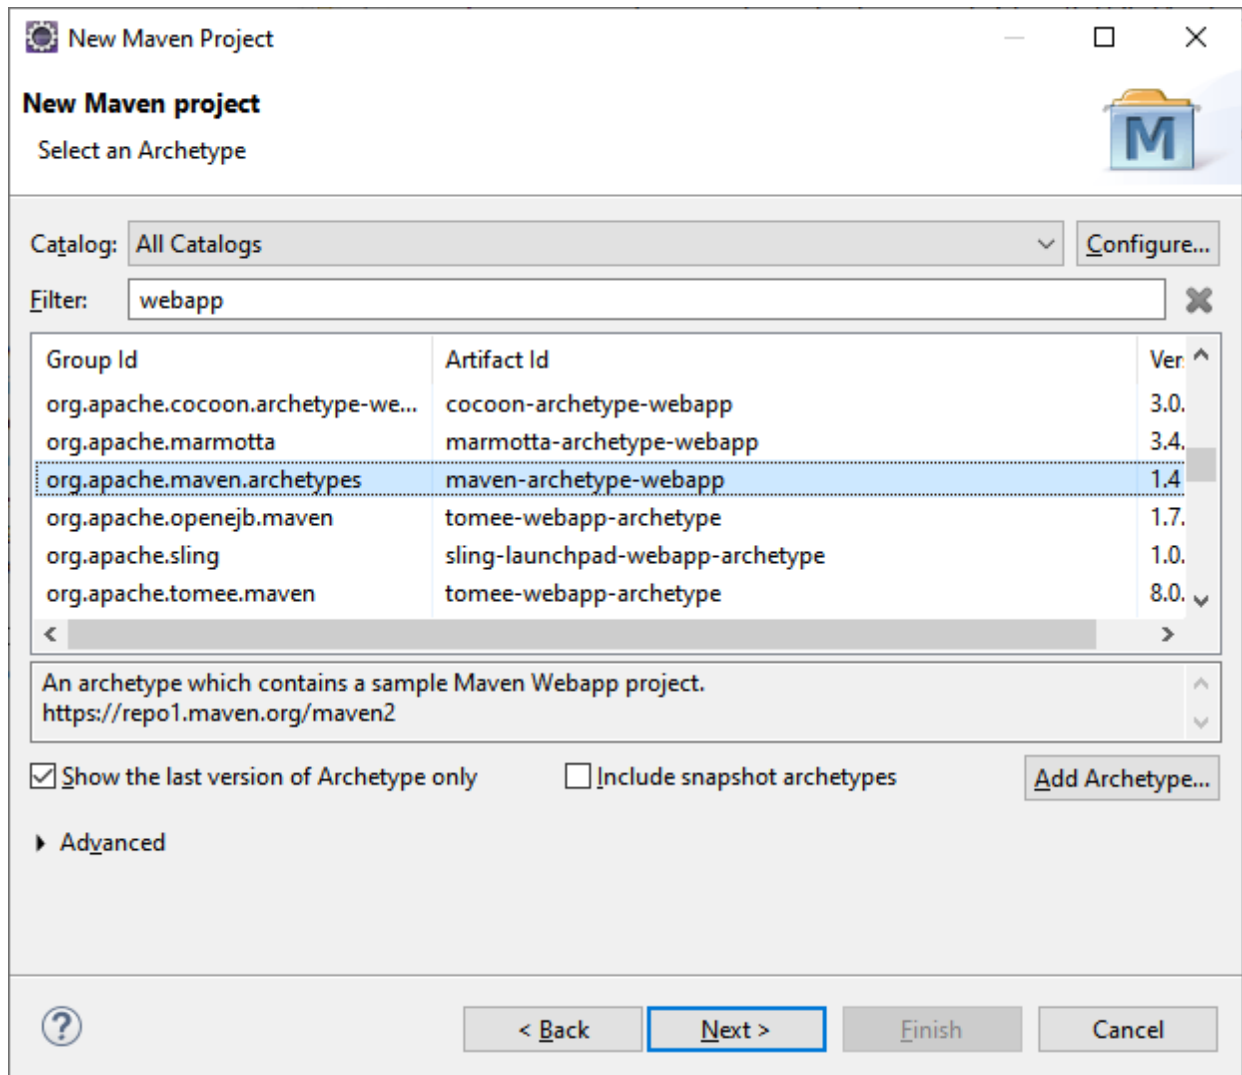 New Maven Project
New Maven project
Select an Archetype
M
Catalog: All Catalogs Configure...
Filter: webapp
Group Id Artifact Id Ver
org.apache.cocoon.archetype-we... cocoon-archetype-webapp 3.0.
org.apache.marmotta marmotta-archetype-webapp 3.4.
org.apache.maven.archetypes maven-archetype-webapp 1.4
org.apache.openejb.maven tomee-webapp-archetype 1.7.
org.apache.sling sling-launchpad-webapp-archetype 1.0.
org.apache.tomee.maven tomee-webapp-archetype 8.0.
An archetype which contains a sample Maven Webapp project.
https://repo1.maven.org/maven2
Show the last version of Archetype only Include snapshot archetypes Add Archetype...
Advanced
? < Back Next > Finish Cancel